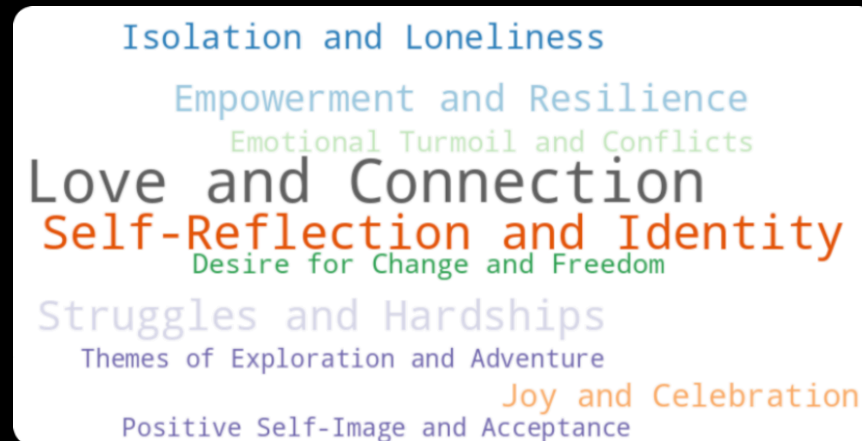 Isolation and Loneliness
Empowerment and Resilience
Emotional Turmoil and Conflicts
Love and Connection
Self-Reflection and Identity
Desire for Change and Freedom
Struggles and Hardships
Themes of Exploration and Adventure
Joy and Celebration
Positive Self-Image and Acceptance